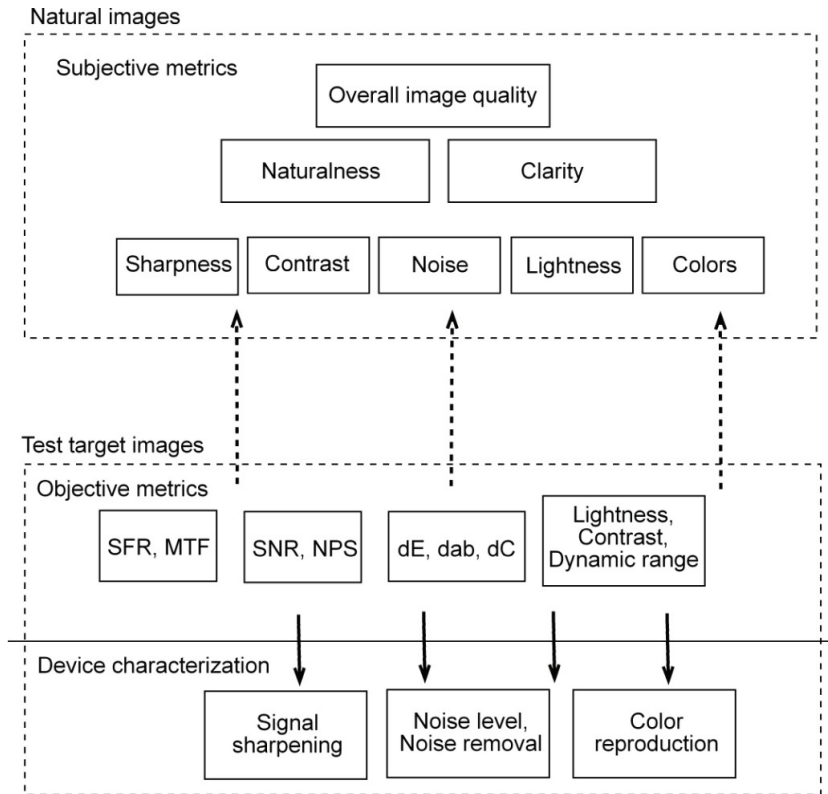 Natural images
Subjective metrics
Overall image quality
Naturalness
Clarity
Sharpness
Contrast
Noise
Lightness
Colors
Test target images
Objective metrics
SFR, MTF
SNR, NPS
dE, dab, dC
Lightness,
Contrast,
Dynamic range
Device characterization
Signal
sharpening
Noise level,
Noise removal
Color
reproduction